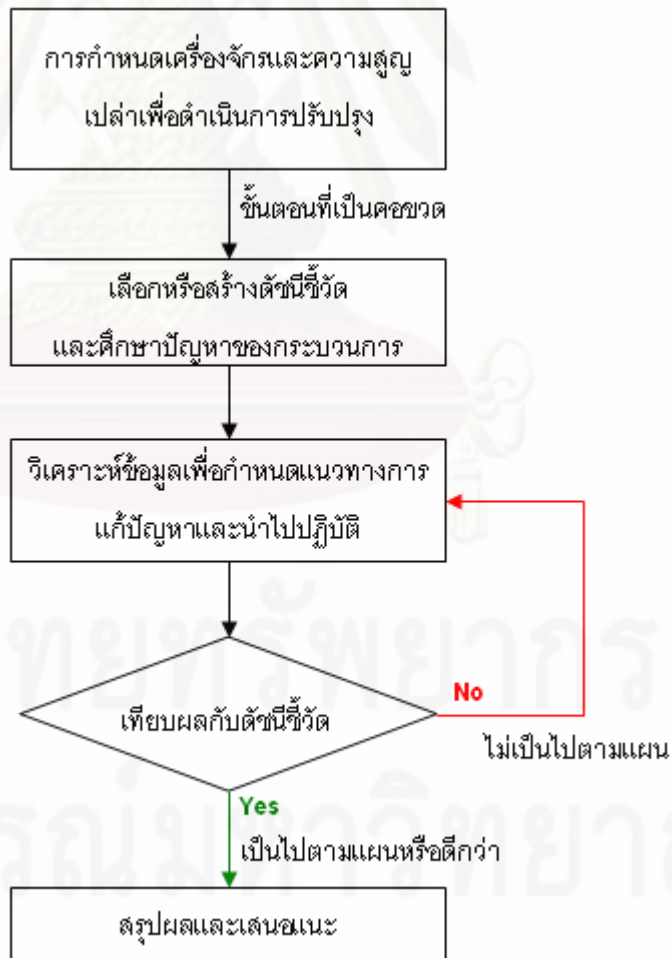 การกำหนดเครื่องจักรและความสูญ
เปล่าเพื่อดำเนินการปรับปรุง
ขั้นตอนที่เป็นคอขวด
เลือกหรือสร้างดัชนีชี้วัด
และศึกษาปัญหาของกระบวนการ
วิเคราะห์ข้อมูลเพื่อกำหนดแนวทางการ
แก้ปัญหาและนำไปปฏิบัติ
เทียบผลกับดัชนีชี้วัด
No
ไม่เป็นไปตามแผน
Yes
เป็นไปตามแผนหรือดีกว่า
สรุปผลและเสนอแนะ